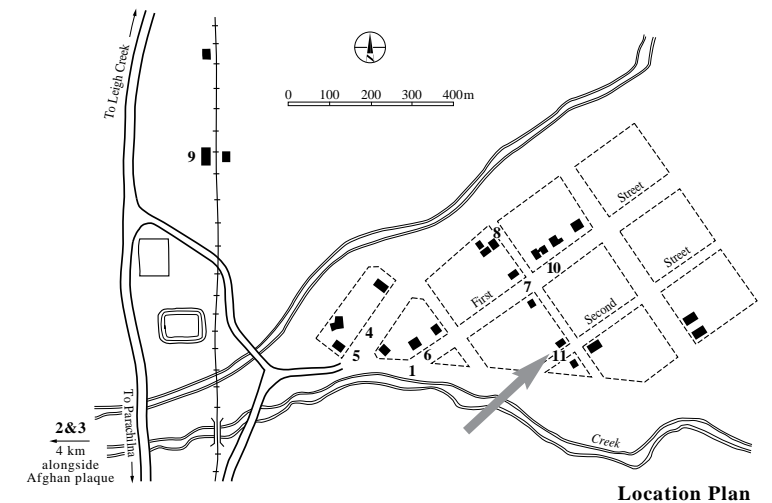 To Leigh Creek
N
0 100 200 300 400m
9
Street
8
Street
10
7
First
Second
4
11
5
6
1
To Parachilna
2&3
4 km
alongside
Afghan plaque
Creek
Location Plan